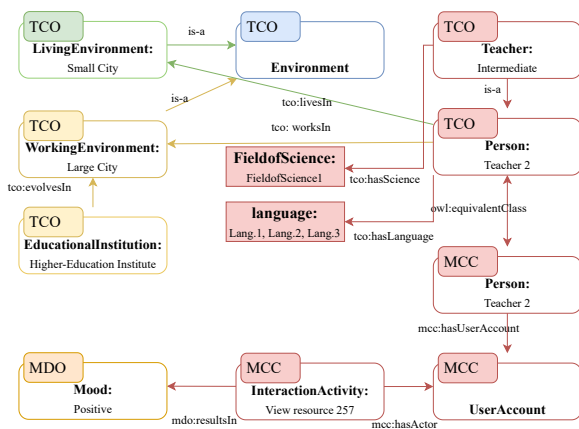 TCO
LivingEnvironment:
Small City
is-a
TCO
Environment
TCO
Teacher:
Intermediate
is-a
is-a
tco:livesIn
TCO
WorkingEnvironment:
Large City
tco: worksIn
TCO
Person:
Teacher 2
FieldofScience:
FieldofScience1
tco:hasScience
tco:evolvesIn
language:
Lang.1, Lang.2, Lang.3
tco:hasLanguage
owl:equivalentClass
TCO
EducationalInstitution:
Higher-Education Institute
MCC
Person:
Teacher 2
mcc:hasUserAccount
MDO
Mood:
Positive
mdo:resultsIn
MCC
InteractionActivity:
View resource 257
mcc:hasActor
MCC
UserAccount